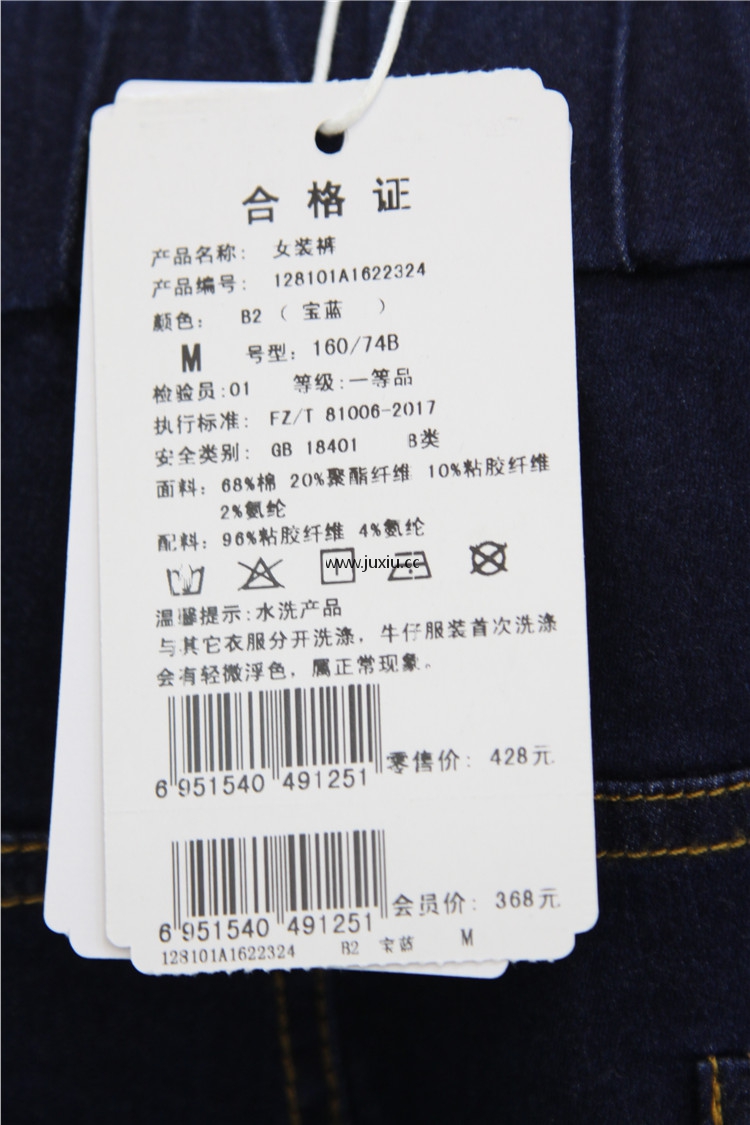 合格证
产品名称： 女装裤
产品编号： 128101A1622324
颜色： B2 （ 宝蓝 ）
M 号型：160/74B
检验员:01 等级:一等品
执行标准： FZ/T 81006-2017
安全类别： GB 18401 B类
面料： 68%棉 20%聚酯纤维 10%粘胶纤维
2%氨纶
配料： 96%粘胶纤维 4%氨纶
www.juxiu.cc
温馨提示:水洗产品
与其它衣服分开洗涤，牛仔服装首次洗涤
会有轻微浮色，属正常现象。
6 951540 491251 零售价： 428元
6 951540 491251 会员价： 368元
128101A1622324 B2 宝蓝 M